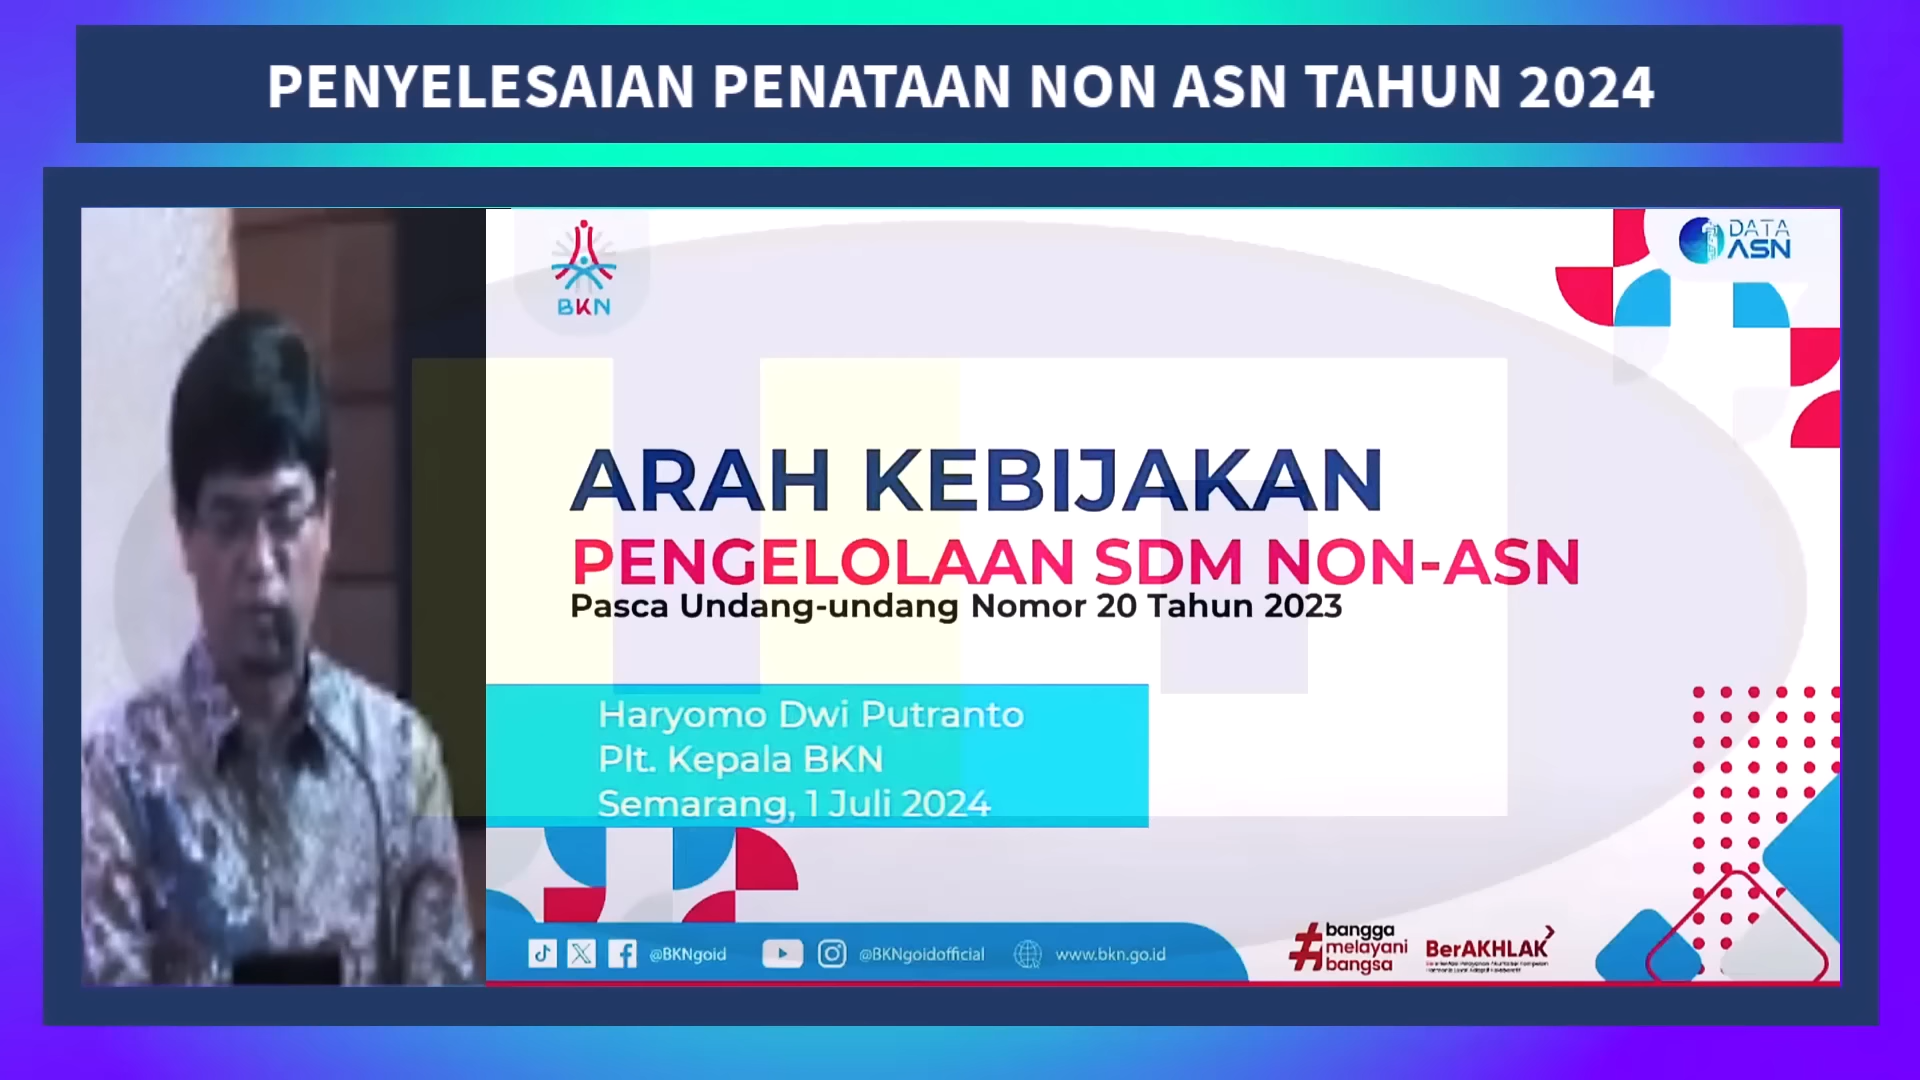 PENYELESAIAN PENATAAN NON ASN TAHUN 2024
BKN
DATA
ASN
ARAH KEBIJAKAN
PENGELOLAAN SDM NON-ASN
Pasca Undang-undang Nomor 20 Tahun 2023
Haryomo Dwi Putranto
Plt. Kepala BKN
Semarang, 1 Juli 2024
@BKNgoid
@BKNgoidofficial
www.bkn.go.id
#bangga
melayani
bangsa
BerAKHLAK